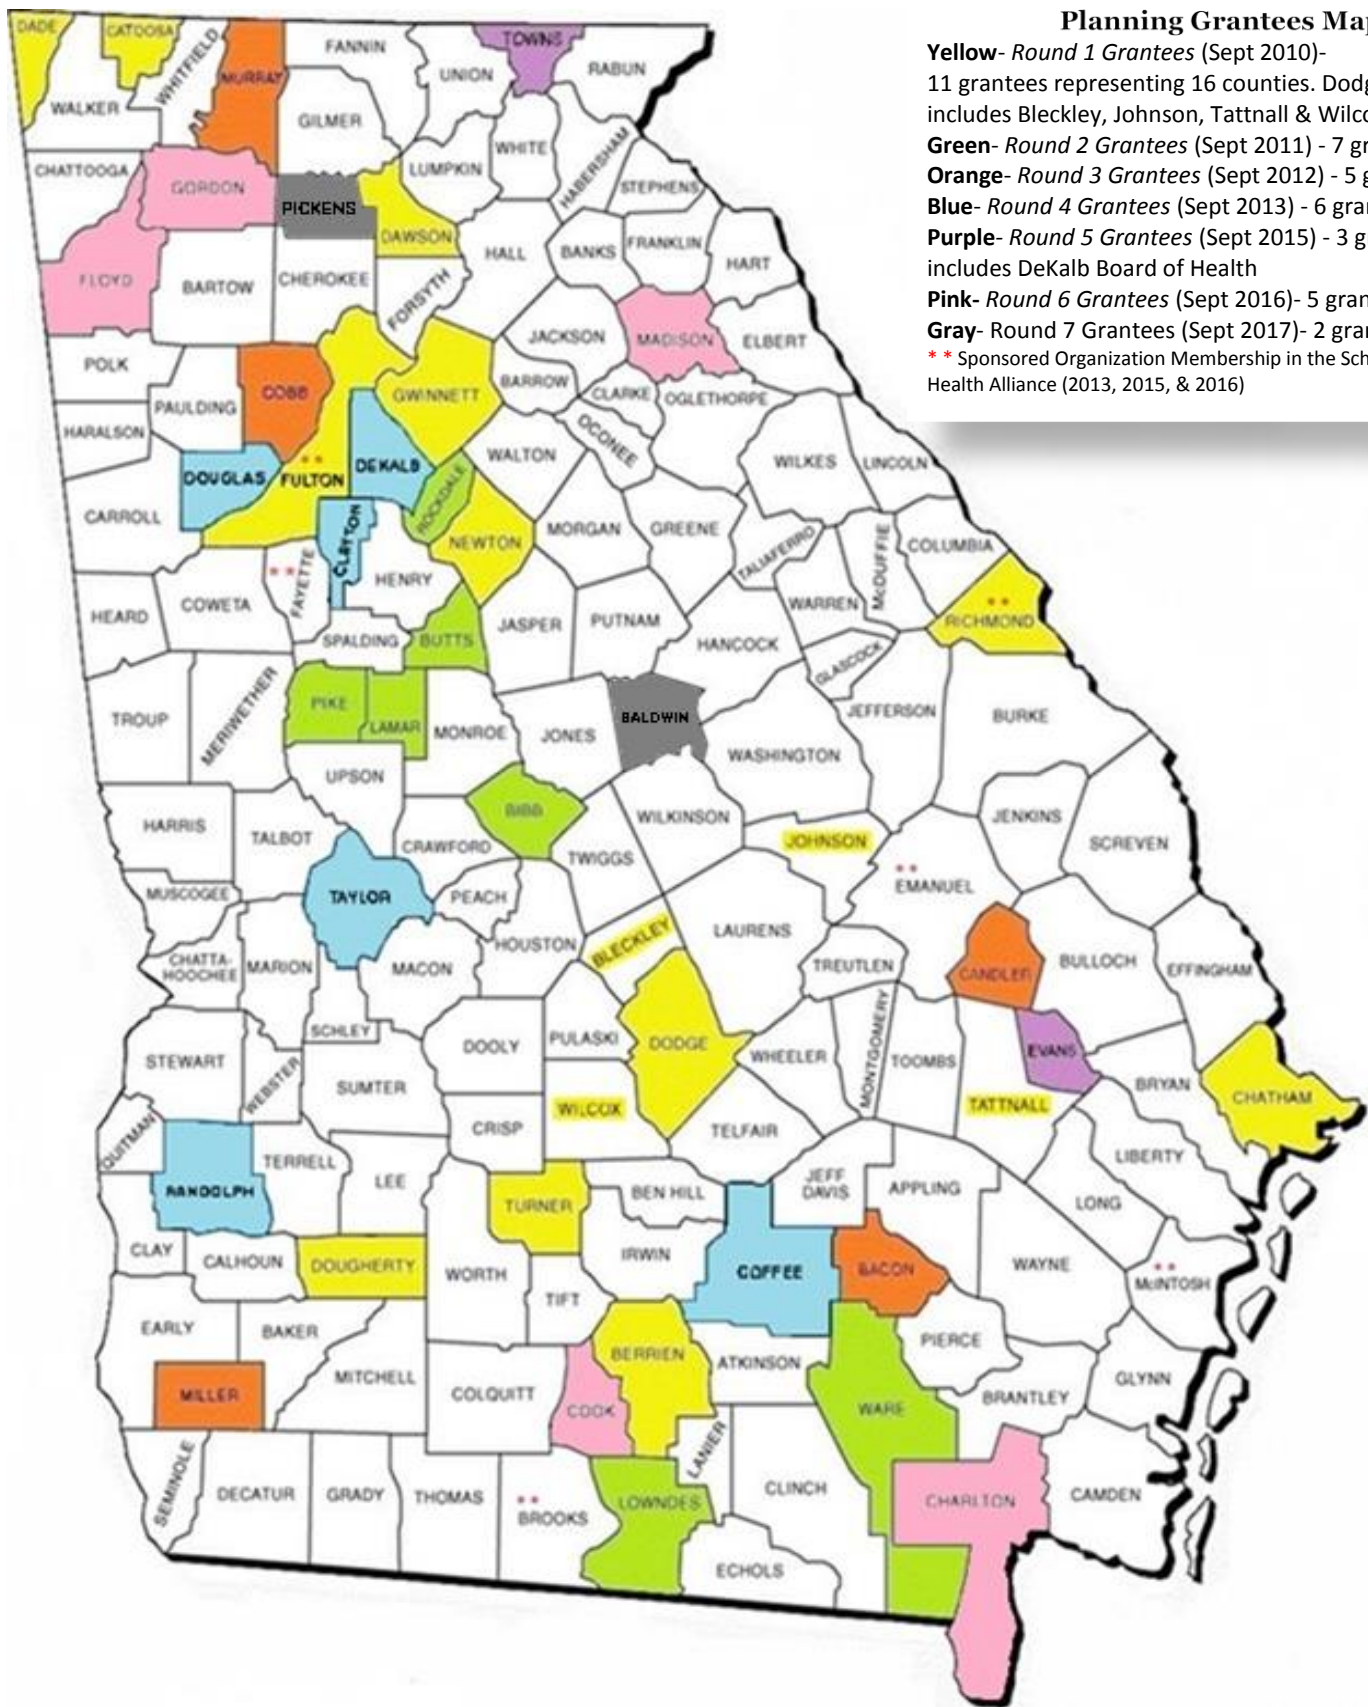 Planning Grantees Ma
Yellow- Round 1 Grantees (Sept 2010)-
11 grantees representing 16 counties. Dodg
includes Bleckley, Johnson, Tattnall & Wilco
Green- Round 2 Grantees (Sept 2011) - 7 gr
Orange- Round 3 Grantees (Sept 2012) - 5 g
Blue- Round 4 Grantees (Sept 2013) - 6 gran
Purple- Round 5 Grantees (Sept 2015) - 3 g
includes DeKalb Board of Health
Pink- Round 6 Grantees (Sept 2016)- 5 gran
Gray- Round 7 Grantees (Sept 2017)- 2 gran
* * Sponsored Organization Membership in the Sch
Health Alliance (2013, 2015, & 2016)
DADE
CATOOSA
WHITFIELD
MURRAY
FANNIN
UNION
TOWNS
RABUN
WALKER
GILMER
LUMPKIN
WHITE
HABERSHAM
STEPHENS
CHATTOOGA
GORDON
PICKENS
DAWSON
HALL
BANKS
FRANKLIN
HART
FLOYD
BARTOW
CHEROKEE
FORSYTH
JACKSON
MADISON
ELBERT
POLK
PAULDING
COBB
GWINNETT
BARROW
CLARKE
OGLETHORPE
HARALSON
DOUGLAS
* *
FULTON
DEKALB
ROCKDALE
WALTON
OCONEE
WILKES
LINCOLN
CARROLL
CLAYTON
NEWTON
MORGAN
GREENE
TALIAFERRO
McDUFFIE
COLUMBIA
* *
FAYETTE
HENRY
HEARD
COWETA
SPALDING
BUTTS
JASPER
PUTNAM
HANCOCK
WARREN
* *
RICHMOND
GLASCOCK
TROUP
MERIWETHER
PIKE
LAMAR
MONROE
JONES
BALDWIN
WASHINGTON
JEFFERSON
BURKE
UPSON
BIBB
WILKINSON
JENKINS
SCREVEN
HARRIS
TALBOT
CRAWFORD
TWIGGS
JOHNSON
* *
EMANUEL
MUSCOGEE
TAYLOR
PEACH
HOUSTON
BLECKLEY
LAURENS
TREUTLEN
CANDLER
BULLOCH
EFFINGHAM
CHATTA-
HOOCHEE
MARION
MACON
SCHLEY
DOOLY
PULASKI
DODGE
WHEELER
MONTGOMERY
TOOMBS
EVANS
BRYAN
CHATHAM
STEWART
WEBSTER
SUMTER
CRISP
WILCOX
TELFAIR
TATTNALL
LIBERTY
QUITMAN
RANDOLPH
TERRELL
LEE
TURNER
BEN HILL
JEFF
DAVIS
APPLING
LONG
CLAY
CALHOUN
DOUGHERTY
WORTH
IRWIN
COFFEE
BACON
WAYNE
* *
McINTOSH
TIFT
EARLY
BAKER
MITCHELL
BERRIEN
ATKINSON
PIERCE
GLYNN
MILLER
COLQUITT
COOK
WARE
BRANTLEY
SEMINOLE
DECATUR
GRADY
THOMAS
* *
BROOKS
LOWNDES
LANIER
CLINCH
CHARLTON
CAMDEN
ECHOLS